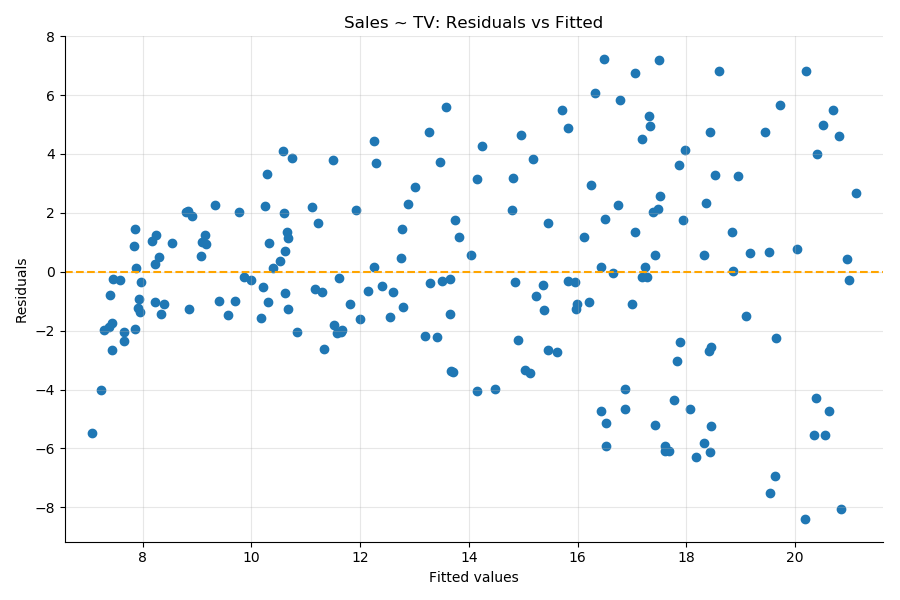 Sales ~ TV: Residuals vs Fitted
8
6
4
2
0
−2
−4
−6
−8
Residuals
8 10 12 14 16 18 20
Fitted values